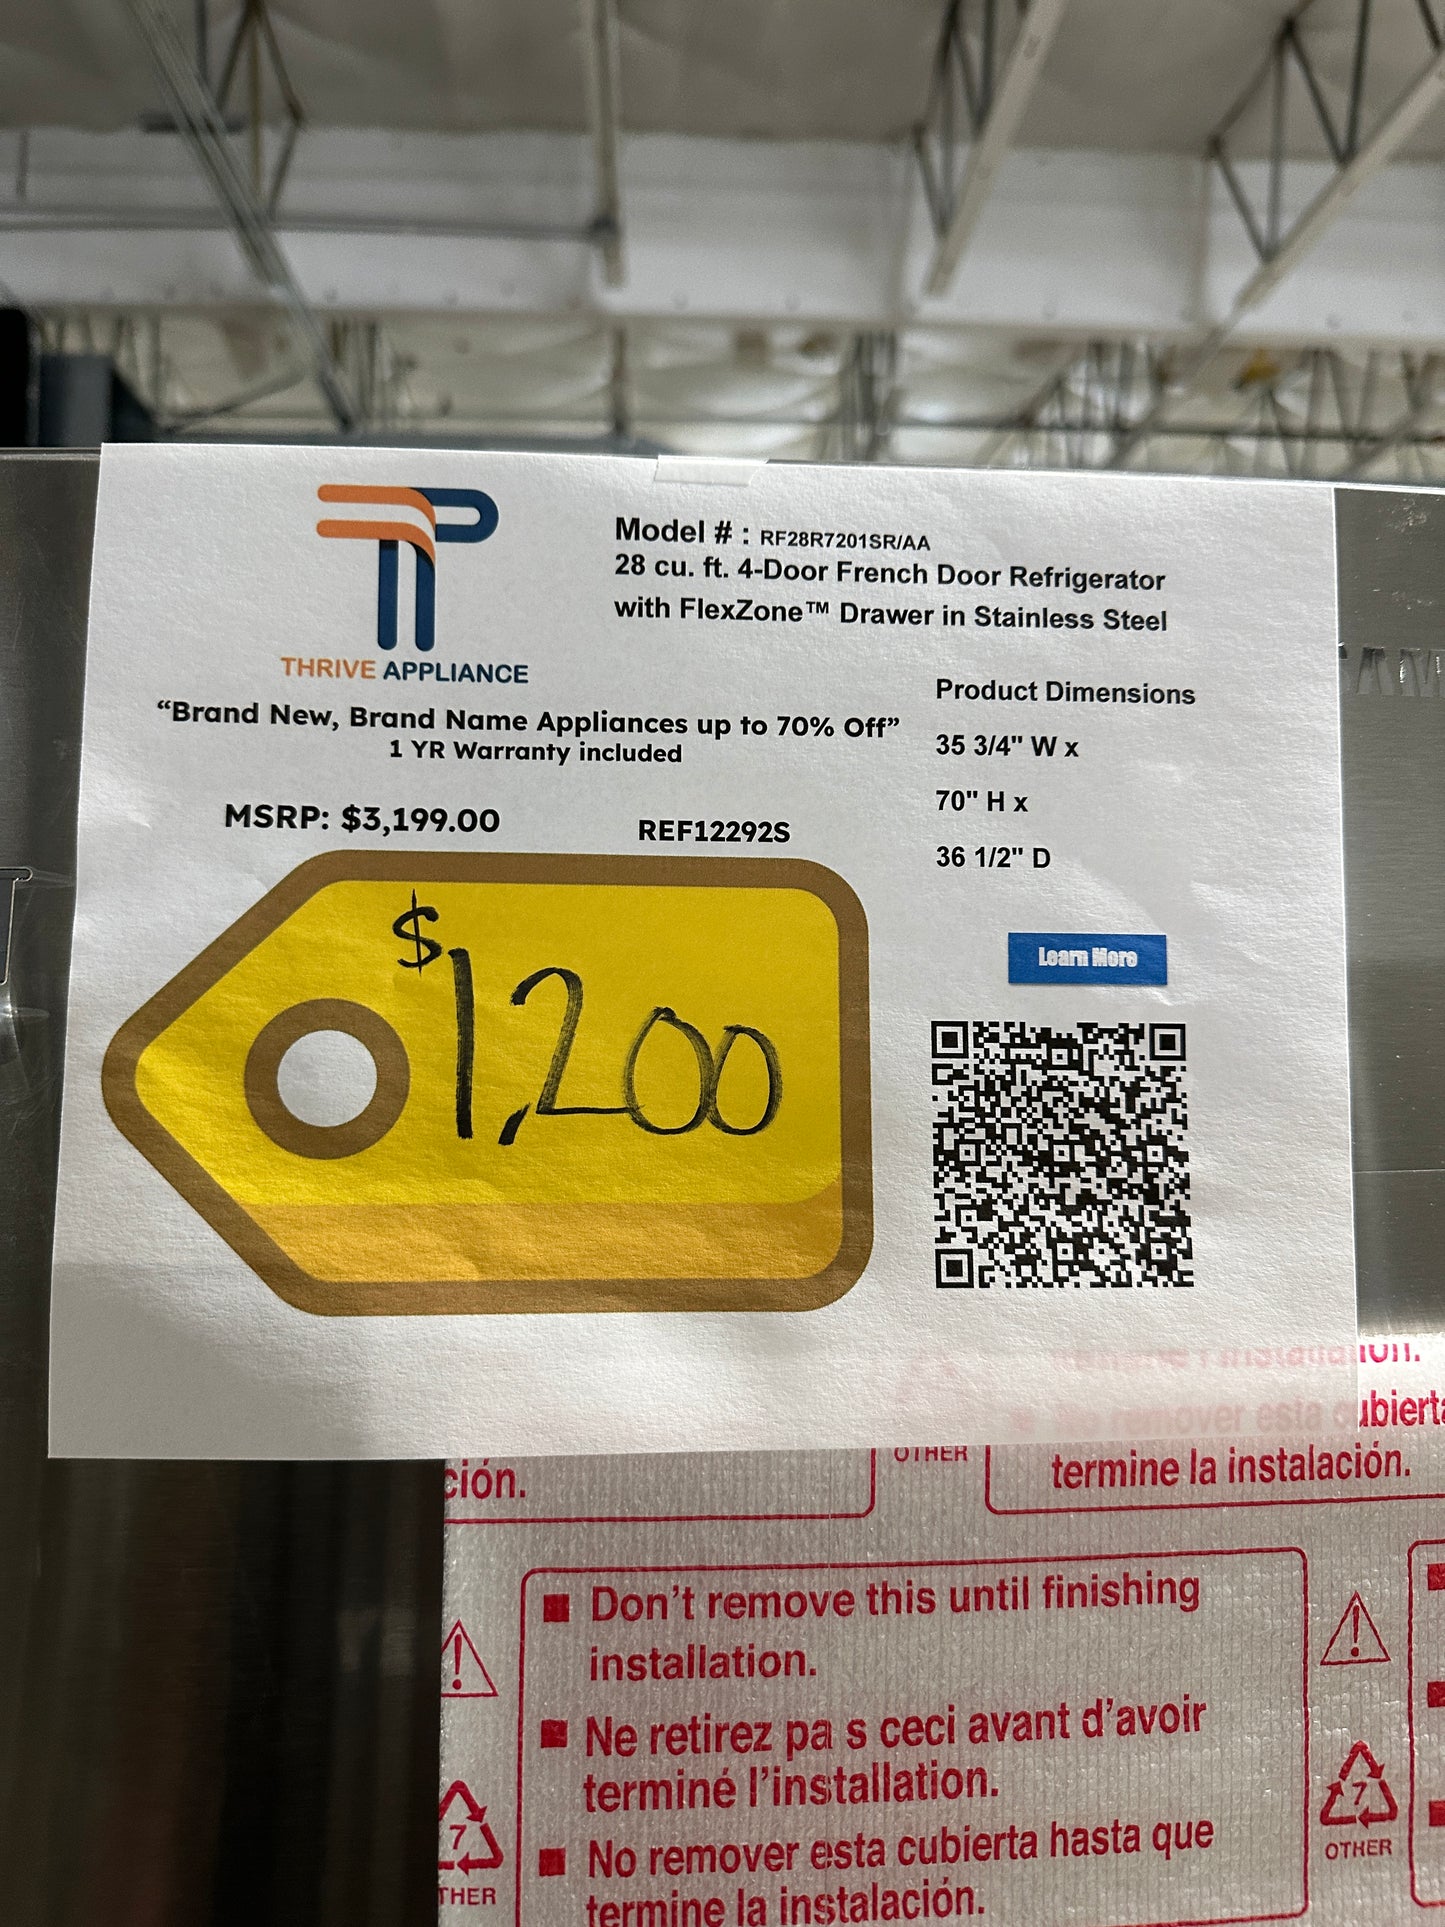 THRIVE APPLIANCE
"Brand New, Brand Name Appliances up to 70% Off"
1 YR Warranty included
MSRP: $3,199.00
REF12292S
$1,200
Model # : RF28R7201SR/AA
28 cu. ft. 4-Door French Door Refrigerator
with FlexZone™ Drawer in Stainless Steel
Product Dimensions
35 3/4" W x
70" H x
36 1/2" D
Learn More
ción.
OTHER
termine la instalación.
Don't remove this until finishing
installation.
Ne retirez pa s ceci avant d'avoir
terminé l'installation.
No remover esta cubierta hasta que
termine la instalación.
7
THER
7
OTHER